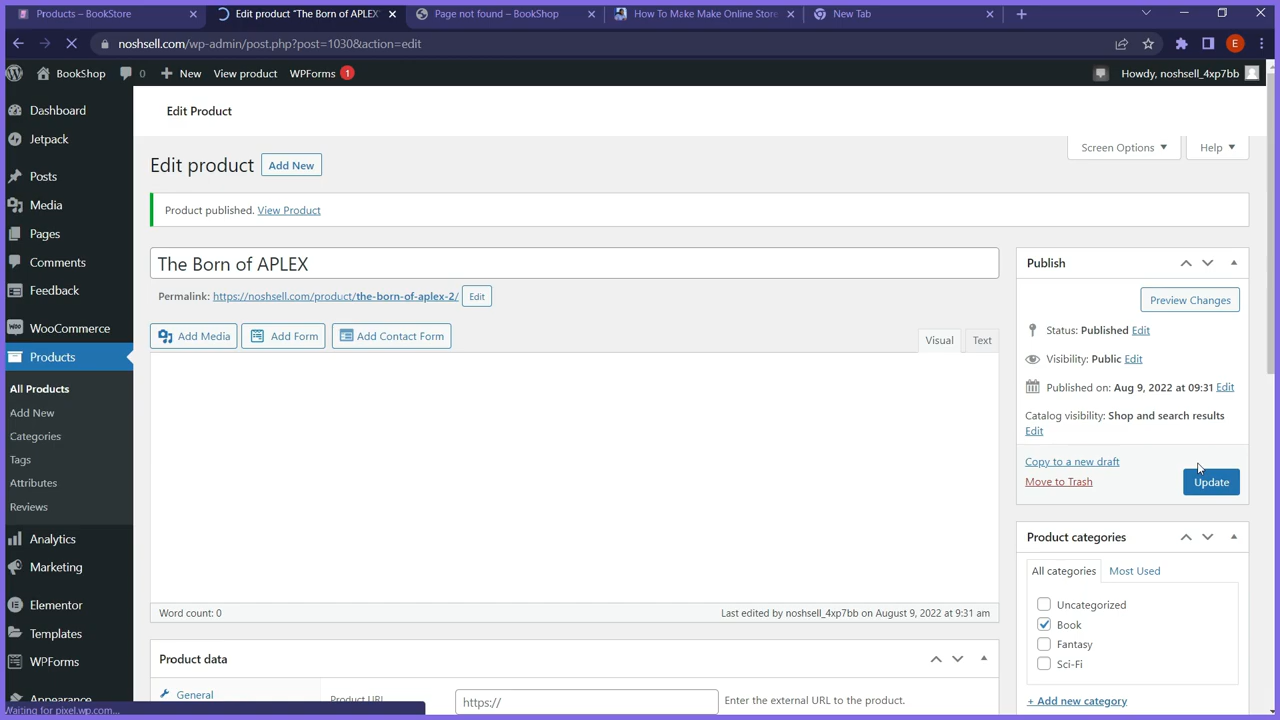 Products – BookStore
Edit product "The Born of APLEX"
Page not found – BookShop
How To Make Make Online Store
New Tab
noshsell.com/wp-admin/post.php?post=1030&action=edit
E
BookShop
0
New
View product
WPForms
1
Howdy, noshsell_4xp7bb
Dashboard
Jetpack
Posts
Media
Pages
Comments
Feedback
WooCommerce
Products
All Products
Add New
Categories
Tags
Attributes
Reviews
Analytics
Marketing
Elementor
Templates
WPForms
Appearance
Waiting for pixel.wp.com...
Edit Product
Screen Options
Help
Edit product
Add New
Product published. View Product
The Born of APLEX
Permalink: https://noshsell.com/product/the-born-of-aplex-2/ Edit
Add Media
Add Form
Add Contact Form
Visual
Text
Word count: 0
Last edited by noshsell_4xp7bb on August 9, 2022 at 9:31 am
Product data
General
Product URL
https://
Enter the external URL to the product.
Publish
Preview Changes
Status: Published Edit
Visibility: Public Edit
Published on: Aug 9, 2022 at 09:31 Edit
Catalog visibility: Shop and search results
Edit
Copy to a new draft
Move to Trash
Update
Product categories
All categories
Most Used
Uncategorized
Book
Fantasy
Sci-Fi
+ Add new category